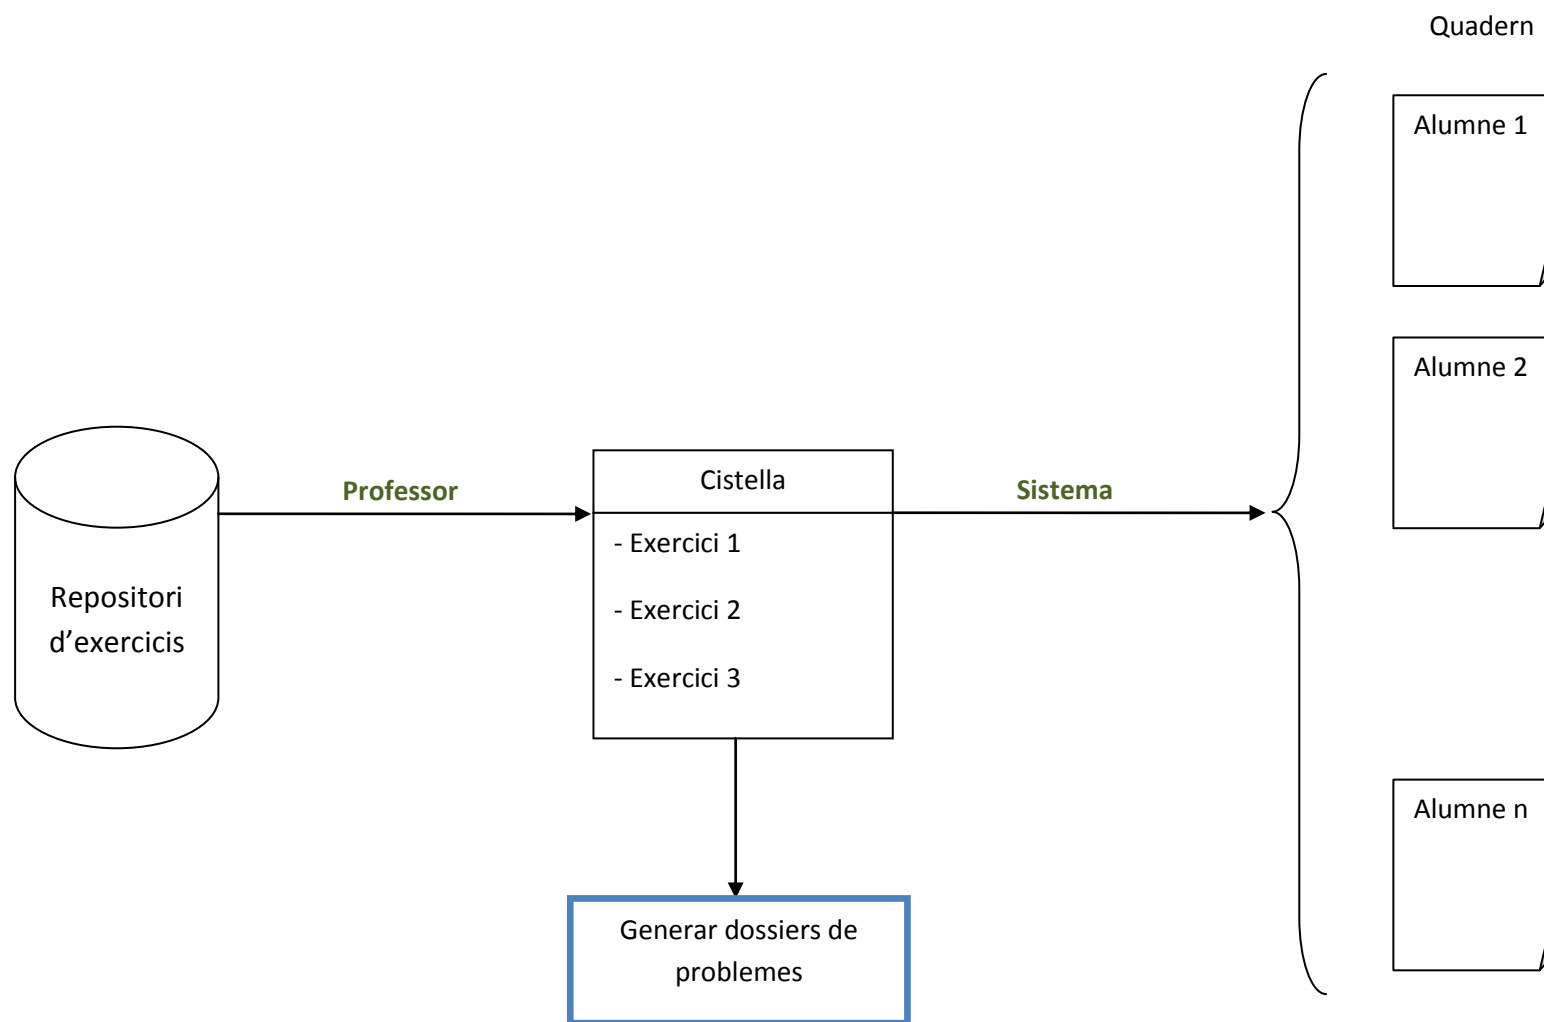 Quadern
Alumne 1
Alumne 2
Professor
Cistella
Sistema
- Exercici 1
- Exercici 2
- Exercici 3
Repositori
d’exercicis
Alumne n
Generar dossiers de
problemes